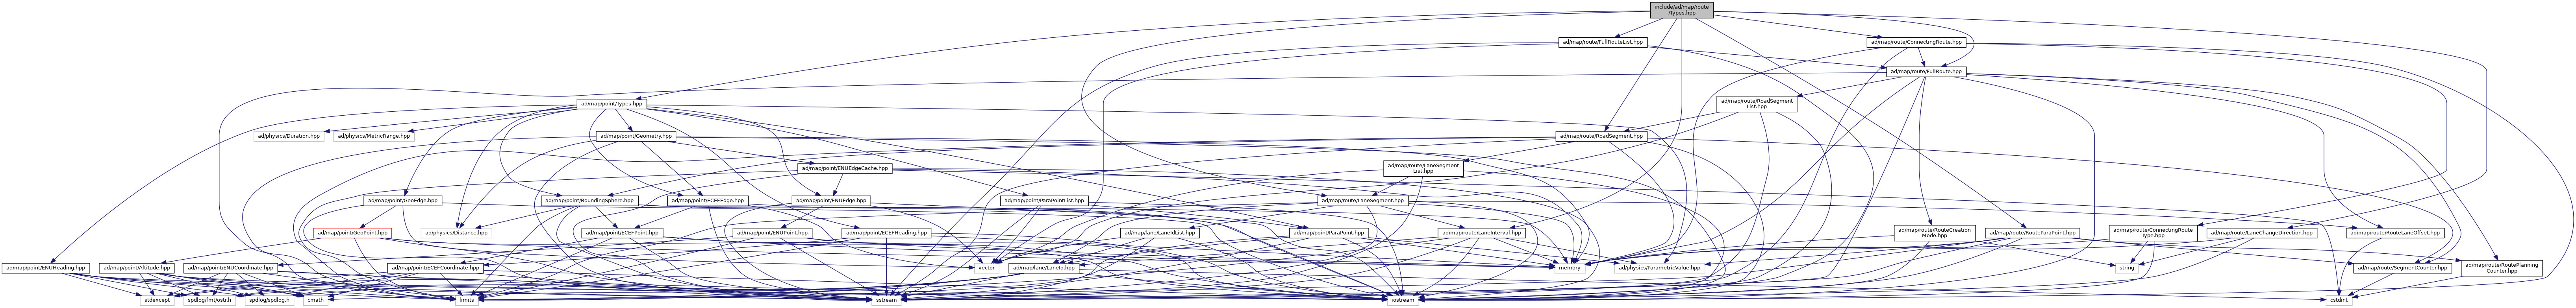 include/ad/map/route
/Types.hpp
ad/map/route/FullRouteList.hpp
ad/map/route/ConnectingRoute.hpp
ad/map/route/FullRoute.hpp
ad/map/point/Types.hpp
ad/map/route/RoadSegment
List.hpp
ad/physics/Duration.hpp
ad/physics/MetricRange.hpp
ad/map/point/Geometry.hpp
ad/map/route/RoadSegment.hpp
ad/map/point/ENUEdgeCache.hpp
ad/map/route/LaneSegment
List.hpp
ad/map/point/GeoEdge.hpp
ad/map/point/BoundingSphere.hpp
ad/map/point/ECEFEdge.hpp
ad/map/point/ENUEdge.hpp
ad/map/point/ParaPointList.hpp
ad/map/route/LaneSegment.hpp
ad/map/point/GeoPoint.hpp
ad/physics/Distance.hpp
ad/map/point/ECEFPoint.hpp
ad/map/point/ENUPoint.hpp
ad/map/point/ECEFHeading.hpp
ad/map/lane/LaneIdList.hpp
ad/map/point/ParaPoint.hpp
ad/map/route/LaneInterval.hpp
ad/map/route/RouteCreation
Mode.hpp
ad/map/route/RouteParaPoint.hpp
ad/map/route/ConnectingRoute
Type.hpp
ad/map/route/LaneChangeDirection.hpp
ad/map/route/RouteLaneOffset.hpp
ad/map/point/ENUHeading.hpp
ad/map/point/Altitude.hpp
ad/map/point/ENUCoordinate.hpp
ad/map/point/ECEFCoordinate.hpp
vector
ad/map/lane/LaneId.hpp
memory
ad/physics/ParametricValue.hpp
string
ad/map/route/SegmentCounter.hpp
ad/map/route/RoutePlanning
Counter.hpp
stdexcept
spdlog/fmt/ostr.h
spdlog/spdlog.h
cmath
limits
sstream
iostream
cstdint